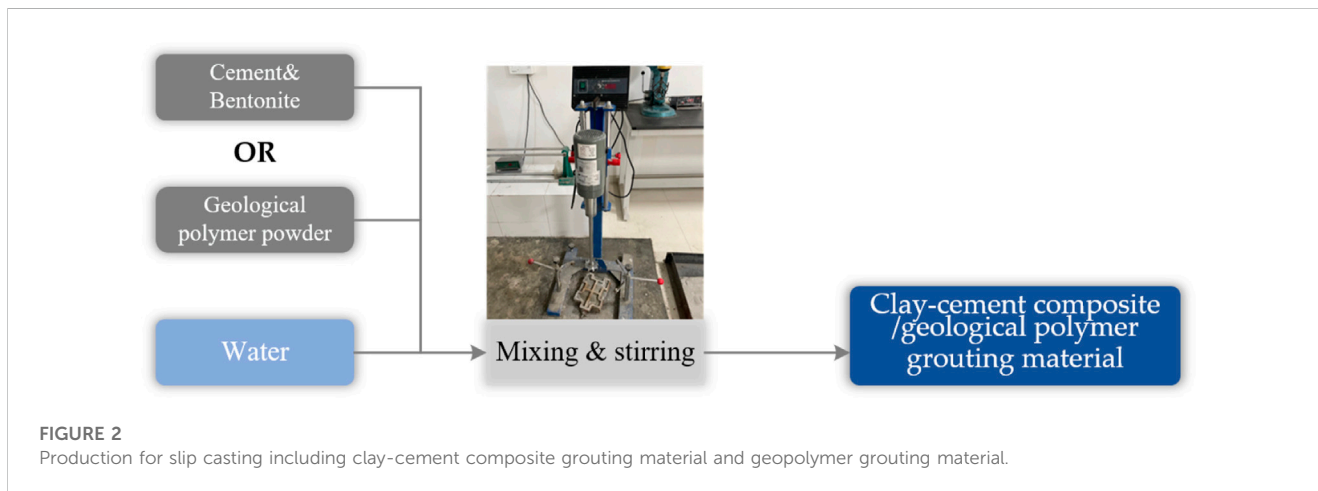 Cement&
Bentonite
OR
Geological
polymer powder
Water
Mixing & stirring
Clay-cement composite
/geological polymer
grouting material
FIGURE 2
Production for slip casting including clay-cement composite grouting material and geopolymer grouting material.